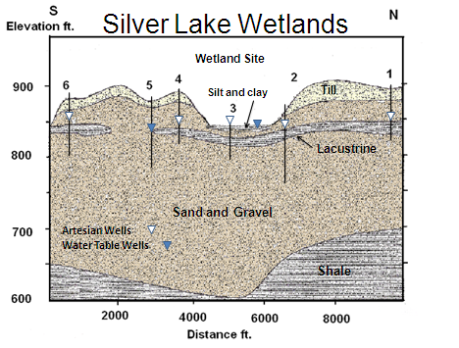 S
Elevation ft.
Silver Lake Wetlands
N
Wetland Site
900
6
5
4
Silt and clay
3
2
Till
1
800
Lacustrine
Sand and Gravel
700
Artesian Wells
Water Table Wells
Shale
600
2000
4000
6000
8000
Distance ft.